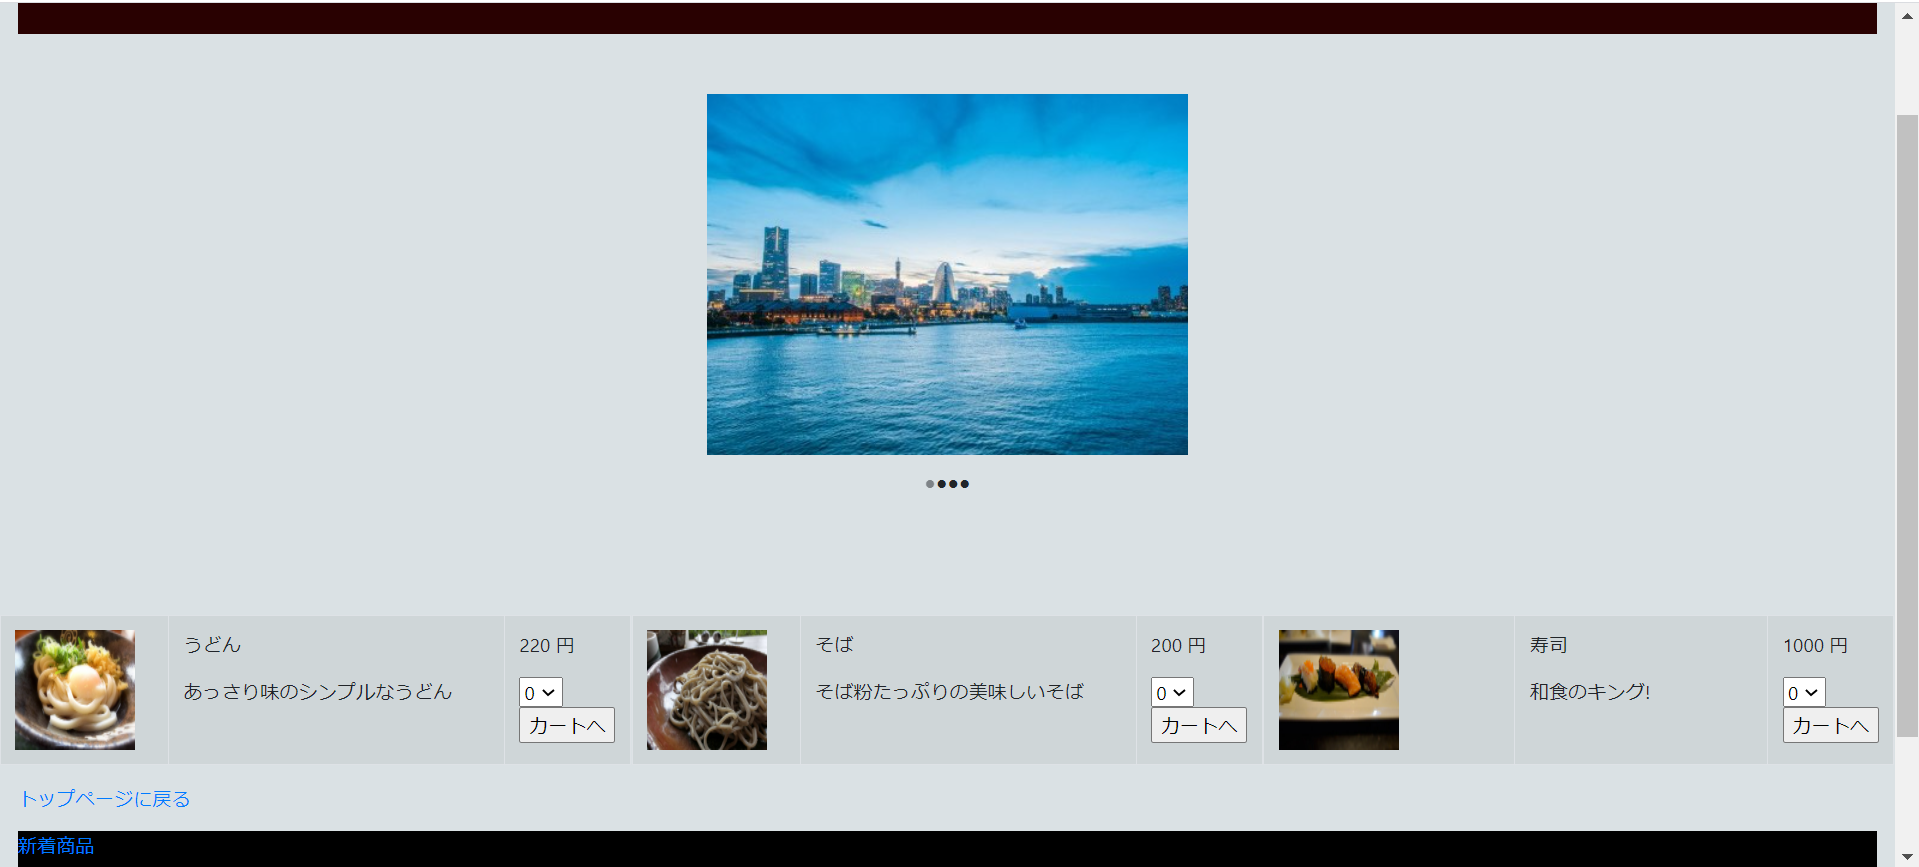 うどん
あっさり味のシンプルなうどん
220 円
0
カートへ
そば
そば粉たっぷりの美味しいそば
200 円
0
カートへ
寿司
和食のキング!
1000 円
0
カートへ
トップページに戻る
新着商品